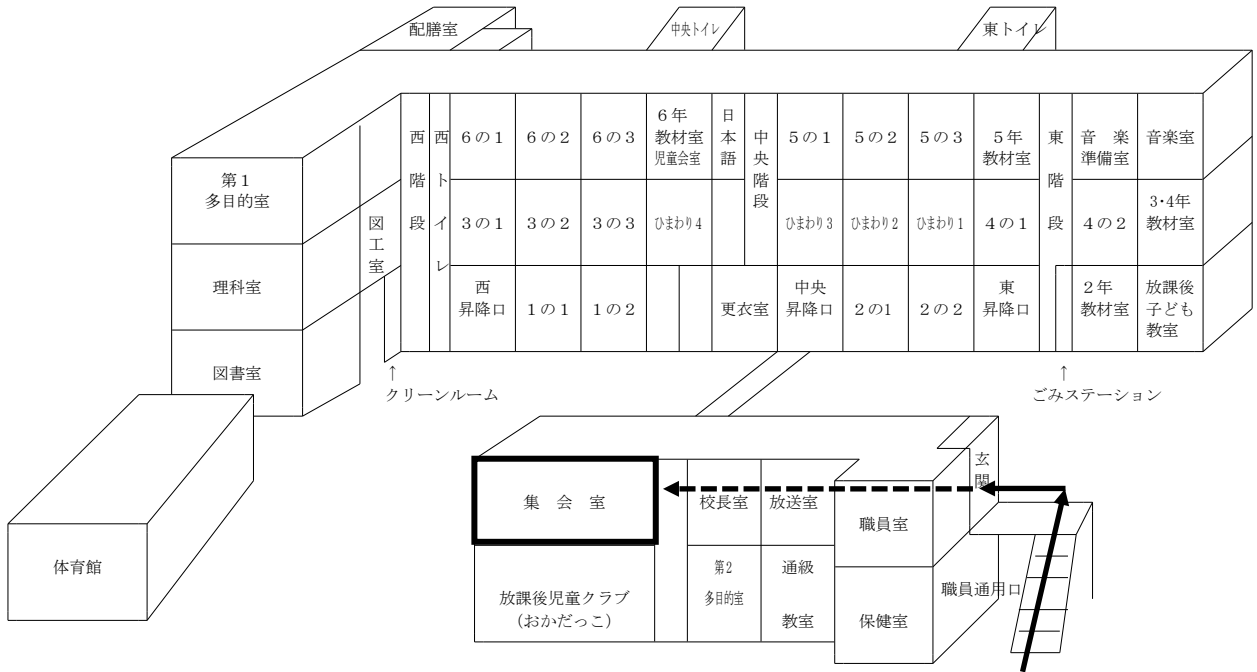 配膳室
中央トイレ
東トイレ
西階段
西トイレ
6の1
6の2
6の3
6年
教材室
児童会室
日本語
中央階段
5の1
5の2
5の3
5年
教材室
東階段
音 楽
準備室
音楽室
第1
多目的室
図工室
3の1
3の2
3の3
ひまわり4
ひまわり3
ひまわり2
ひまわり1
4の1
4の2
3・4年
教材室
理科室
西
昇降口
1の1
1の2
更衣室
中央
昇降口
2の1
2の2
東
昇降口
2年
教材室
放課後
子ども
教室
図書室
↑
クリーンルーム
↑
ごみステーション
玄関
集 会 室
校長室
放送室
職員室
体育館
放課後児童クラブ
(おかだっこ)
第2
多目的室
通級
教室
保健室
職員通用口